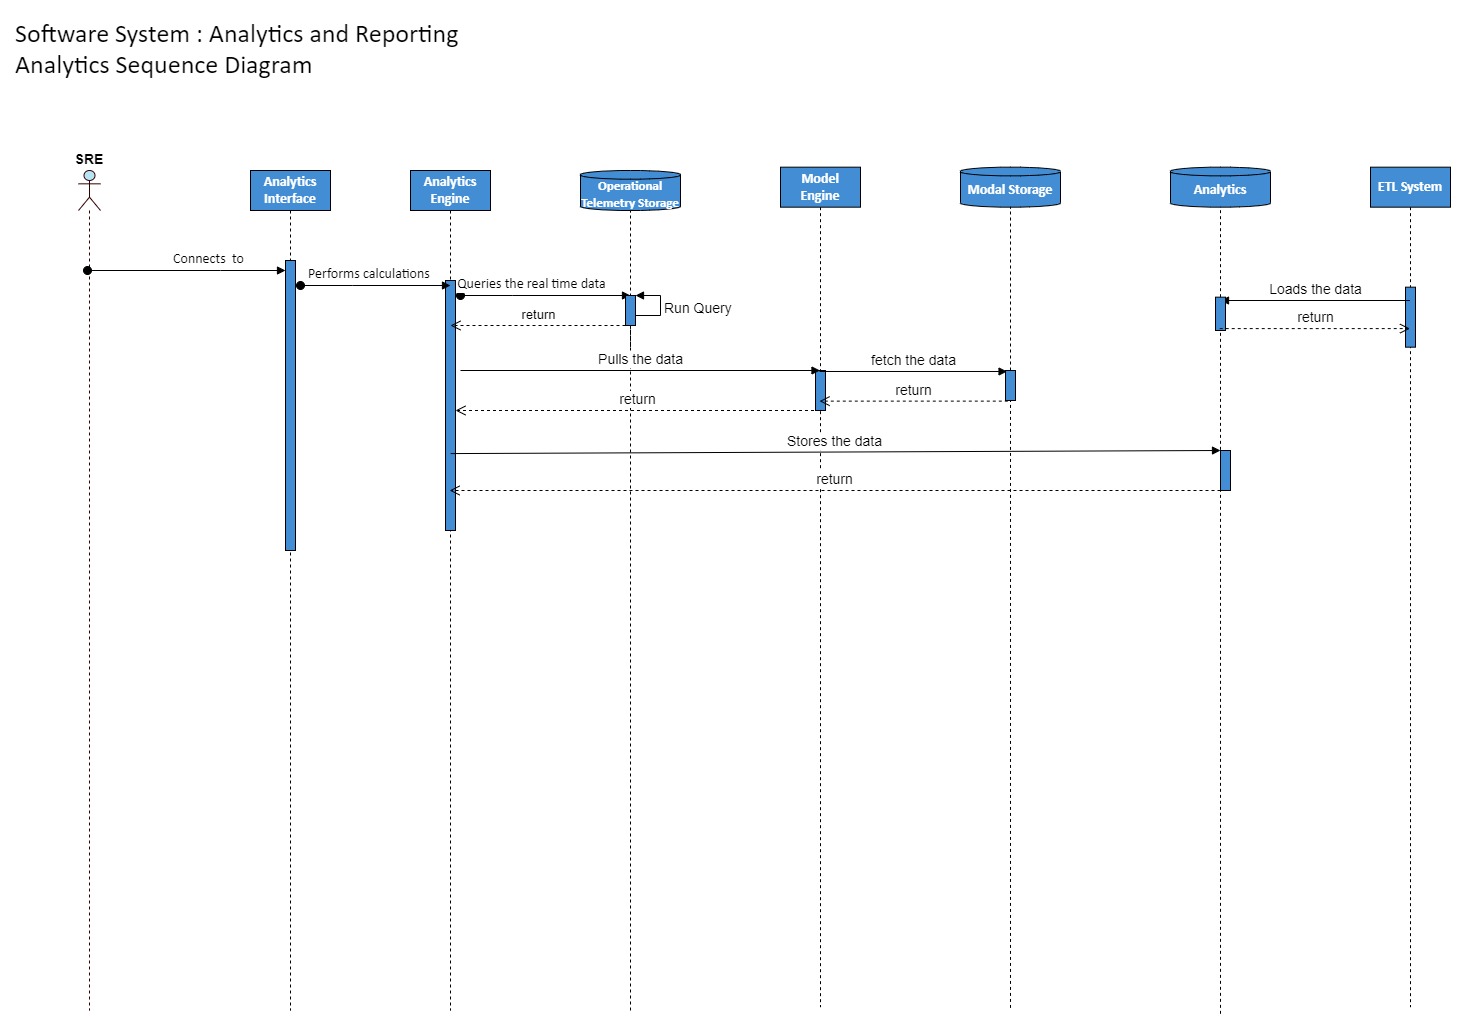 Software System : Analytics and Reporting
Analytics Sequence Diagram
SRE
Analytics
Interface
Analytics
Engine
Operational
Telemetry Storage
Model
Engine
Modal Storage
Analytics
ETL System
Connects to
Performs calculations
Queries the real time data
Run Query
return
Loads the data
return
Pulls the data
fetch the data
return
return
Stores the data
return